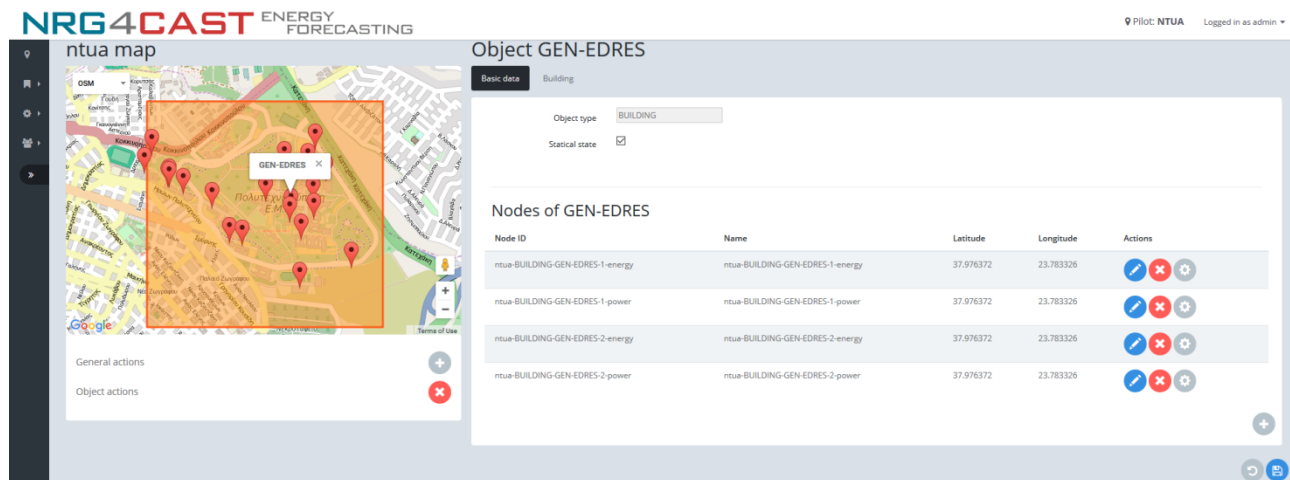 NRG4CAST ENERGY
FORECASTING
Pilot: NTUA Logged in as admin
ntua map
OSM
GEN-EDRES ×
Google
Terms of Use
General actions
Object actions
Object GEN-EDRES
Basic data Building
Object type BUILDING
Statical state
Nodes of GEN-EDRES
Node ID Name Latitude Longitude Actions
ntua-BUILDING-GEN-EDRES-1-energy ntua-BUILDING-GEN-EDRES-1-energy 37.976372 23.783326
ntua-BUILDING-GEN-EDRES-1-power ntua-BUILDING-GEN-EDRES-1-power 37.976372 23.783326
ntua-BUILDING-GEN-EDRES-2-energy ntua-BUILDING-GEN-EDRES-2-energy 37.976372 23.783326
ntua-BUILDING-GEN-EDRES-2-power ntua-BUILDING-GEN-EDRES-2-power 37.976372 23.783326